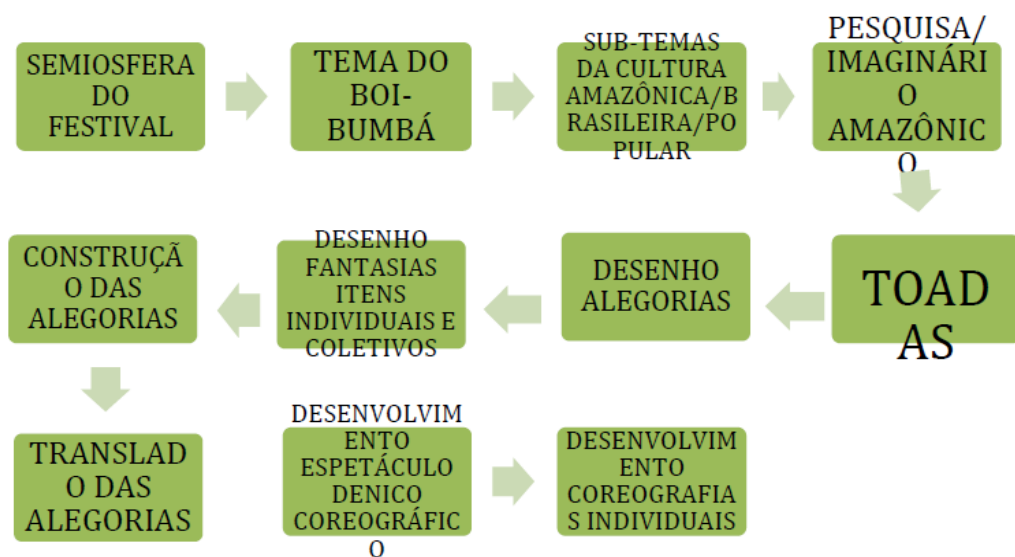 SEMIOSFERA
DO
FESTIVAL
TEMA DO
BOI-
BUMBÁ
SUB-TEMAS
DA CULTURA
AMAZÔNICA/B
RASILEIRA/PO
PULAR
PESQUISA/
IMAGINÁRI
O
AMAZÔNIC
O
TOAD
AS
DESENHO
ALEGORIAS
DESENHO
FANTASIAS
ITENS
INDIVIDUAIS E
COLETIVOS
CONSTRUÇÃ
O DAS
ALEGORIAS
TRANSLAD
O DAS
ALEGORIAS
DESENVOLVIM
ENTO
ESPETÁCULO
DENICO
COREOGRÁFIC
O
DESENVOLVIM
ENTO
COREOGRAFIA
S INDIVIDUAIS